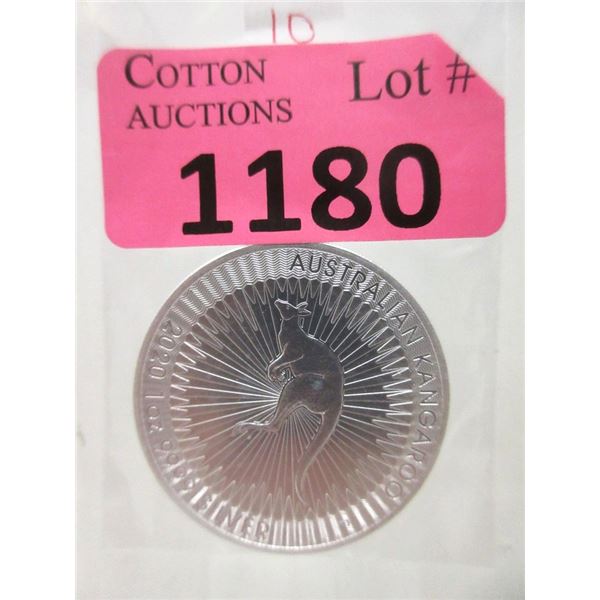 10
COTTON AUCTIONS
Lot #
1180
AUSTRALIAN KANGAROO
2020 1oz 9999 SILVER